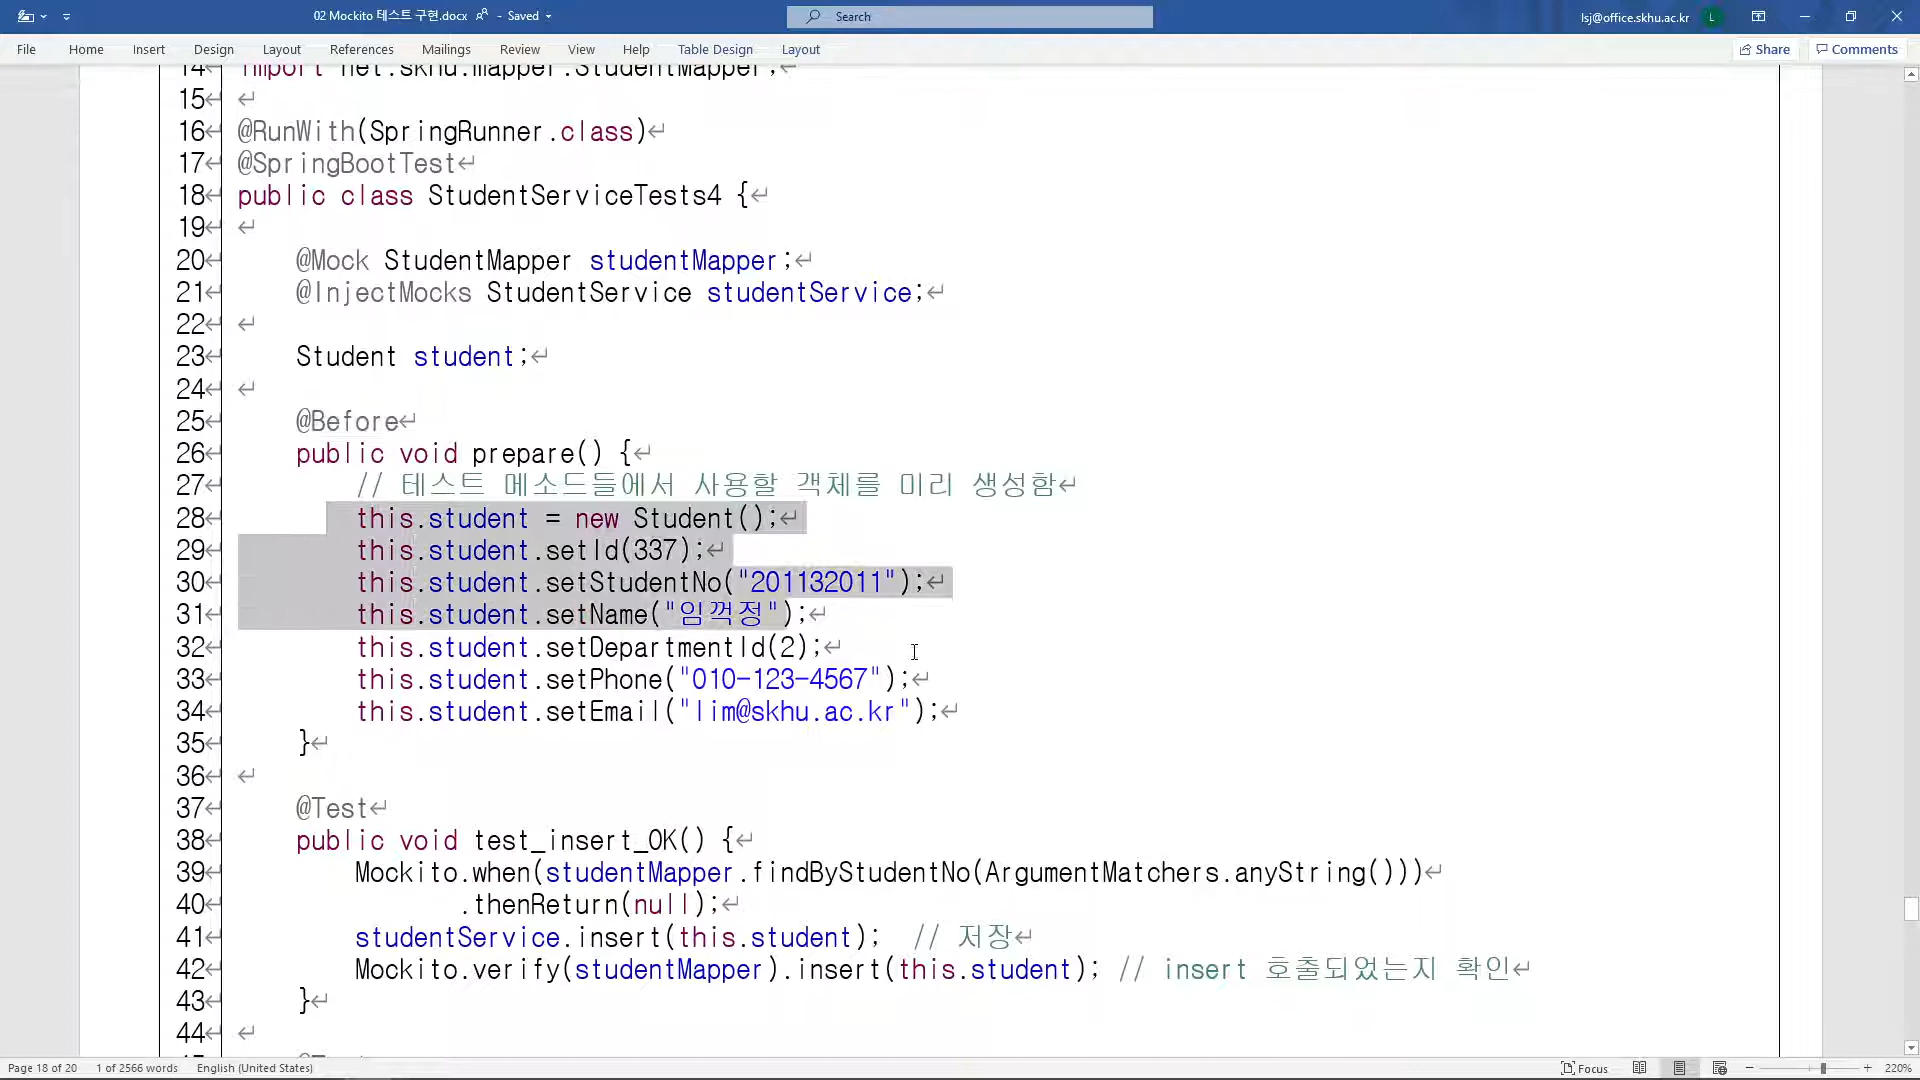 02 Mockito 테스트 구현.docx - Saved
Search
lsj@office.skhu.ac.kr L
File Home Insert Design Layout References Mailings Review View Help Table Design Layout Share Comments
14 import net.skhu.mapper.StudentMapper;
15
16 @RunWith(SpringRunner.class)
17 @SpringBootTest
18 public class StudentServiceTests4 {
19
20 @Mock StudentMapper studentMapper;
21 @InjectMocks StudentService studentService;
22
23 Student student;
24
25 @Before
26 public void prepare() {
27 // 테스트 메소드들에서 사용할 객체를 미리 생성함
28 this.student = new Student();
29 this.student.setId(337);
30 this.student.setStudentNo("201132011");
31 this.student.setName("임꺽정");
32 this.student.setDepartmentId(2);
33 this.student.setPhone("010-123-4567");
34 this.student.setEmail("lim@skhu.ac.kr");
35 }
36
37 @Test
38 public void test_insert_OK() {
39 Mockito.when(studentMapper.findByStudentNo(ArgumentMatchers.anyString()))
40 .thenReturn(null);
41 studentService.insert(this.student); // 저장
42 Mockito.verify(studentMapper).insert(this.student); // insert 호출되었는지 확인
43 }
44
Page 18 of 20 1 of 2566 words English (United States) Focus 220%